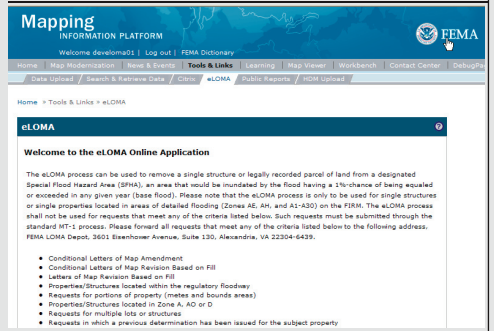 Mapping
INFORMATION PLATFORM
FEMA
Welcome develoma01 | Log out | FEMA Dictionary
Home | Map Modernization | News & Events | Tools & Links | Learning | Map Viewer | Workbench | Contact Center | DebugPa
Data Upload / Search & Retrieve Data / Citrix / eLOMA / Public Reports / HDM Upload
Home > Tools & Links > eLOMA
eLOMA ?
Welcome to the eLOMA Online Application
The eLOMA process can be used to remove a single structure or legally recorded parcel of land from a designated
Special Flood Hazard Area (SFHA), an area that would be inundated by the flood having a 1%-chance of being equaled
or exceeded in any given year (base flood). Please note that the eLOMA process is only to be used for single structures
or single properties located in areas of detailed flooding (Zones AE, AH, and A1-A30) on the FIRM. The eLOMA process
shall not be used for requests that meet any of the criteria listed below. Such requests must be submitted through the
standard MT-1 process. Please forward all requests that meet any of the criteria listed below to the following address.
FEMA LOMA Depot, 3601 Eisenhower Avenue, Suite 130, Alexandria, VA 22304-6439.
• Conditional Letters of Map Amendment
• Conditional Letters of Map Revision Based on Fill
• Letters of Map Revision Based on Fill
• Properties/Structures located within the regulatory floodway
• Requests for portions of property (metes and bounds areas)
• Properties/Structures located in Zone A, AO or D
• Requests for multiple lots or structures
• Requests in which a previous determination has been issued for the subject property